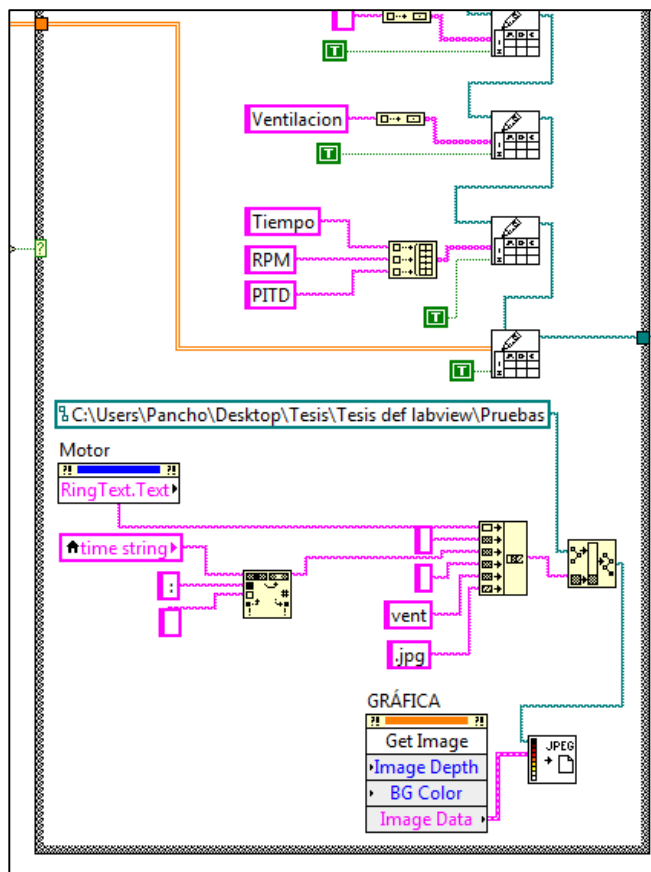 T
Ventilacion
T
Tiempo
RPM
PITD
T
T
?
C:\Users\Pancho\Desktop\Tesis\Tesis def labview\Pruebas
Motor
RingText.Text
time string
:
vent
.jpg
GRÁFICA
Get Image
Image Depth
BG Color
Image Data
JPEG